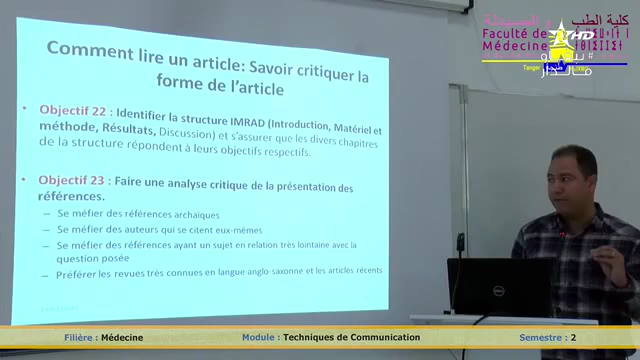 Comment lire un article: Savoir critiquer la
forme de l'article
• Objectif 22 : Identifier la structure IMRAD (Introduction, Matériel et
méthode, Résultats, Discussion) et s'assurer que les divers chapitres
de la structure répondent à leurs objectifs respectifs.
• Objectif 23 : Faire une analyse critique de la présentation des
références.
– Se méfier des références archaïques
– Se méfier des auteurs qui se citent eux-mêmes
– Se méfier des références ayant un sujet en relation très lointaine avec la
question posée
– Préférer les revues très connues en langue anglo-saxonne et les articles récents
كلية الطب
Faculté de
Médecine
HD
Tanger
DELL
Filière : Médecine
Module : Techniques de Communication
Semestre : 2